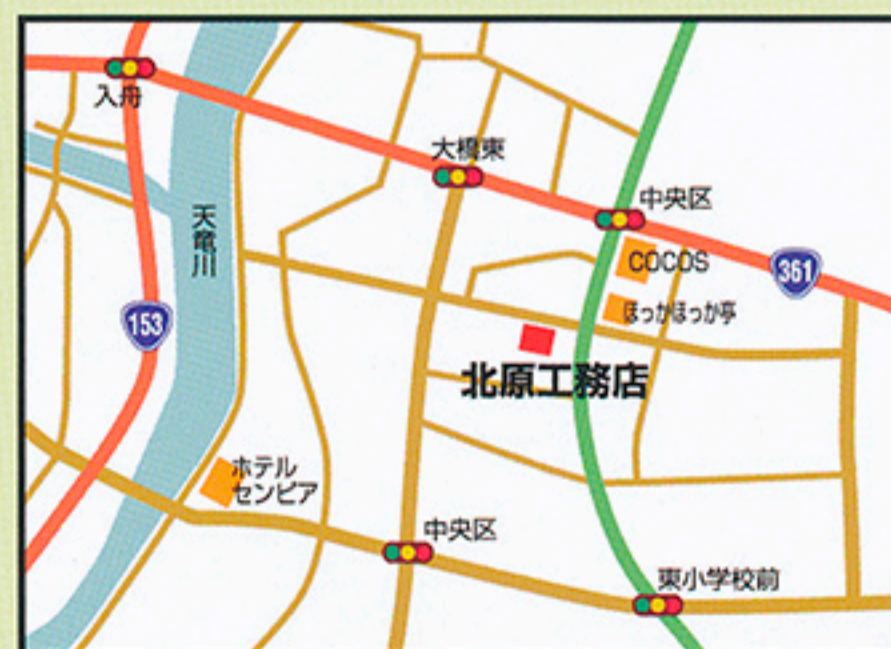 入舟
大橋東
中央区
天竜川
COCOS
361
ほっかほっか亭
153
北原工務店
ホテル
センピア
中央区
東小学校前